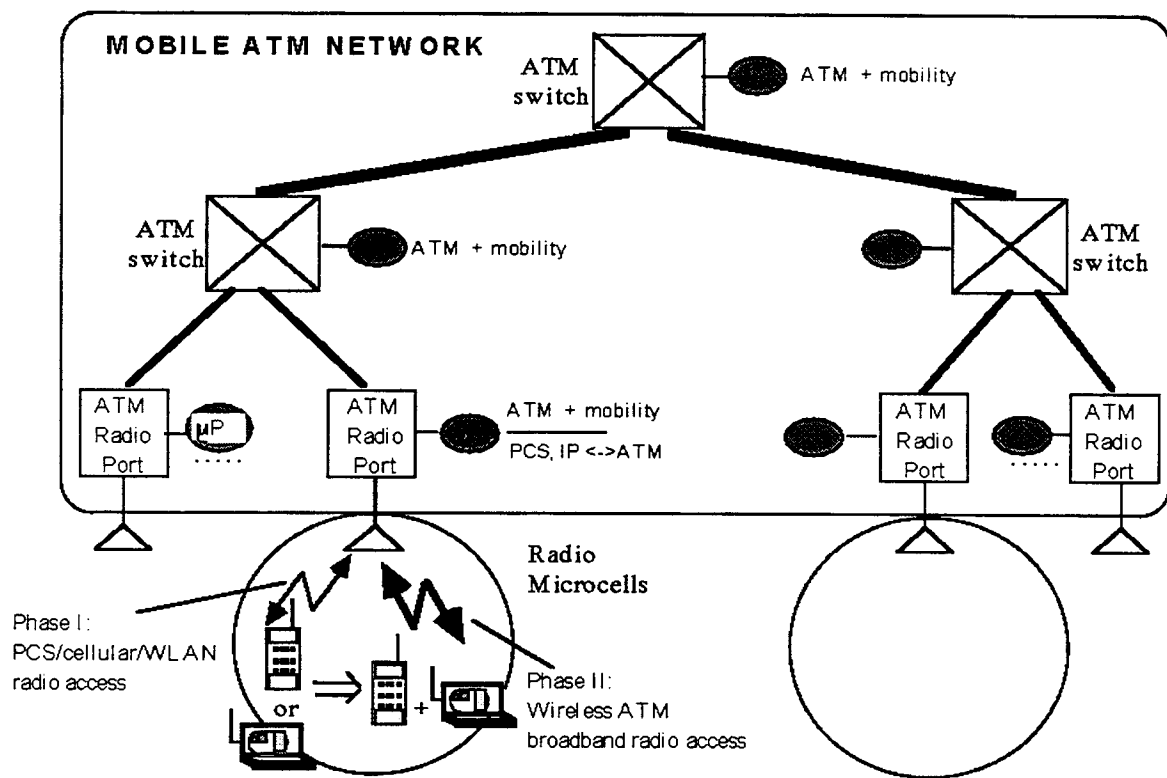 MOBILE ATM NETWORK
ATM
switch
ATM + mobility
ATM
switch
ATM + mobility
ATM
switch
ATM
Radio
Port
µP
.....
ATM
Radio
Port
ATM + mobility
PCS, IP <->ATM
ATM
Radio
Port
.....
ATM
Radio
Port
Radio
Microcells
Phase I:
PCS/cellular/WLAN
radio access
or
+
Phase II:
Wireless ATM
broadband radio access